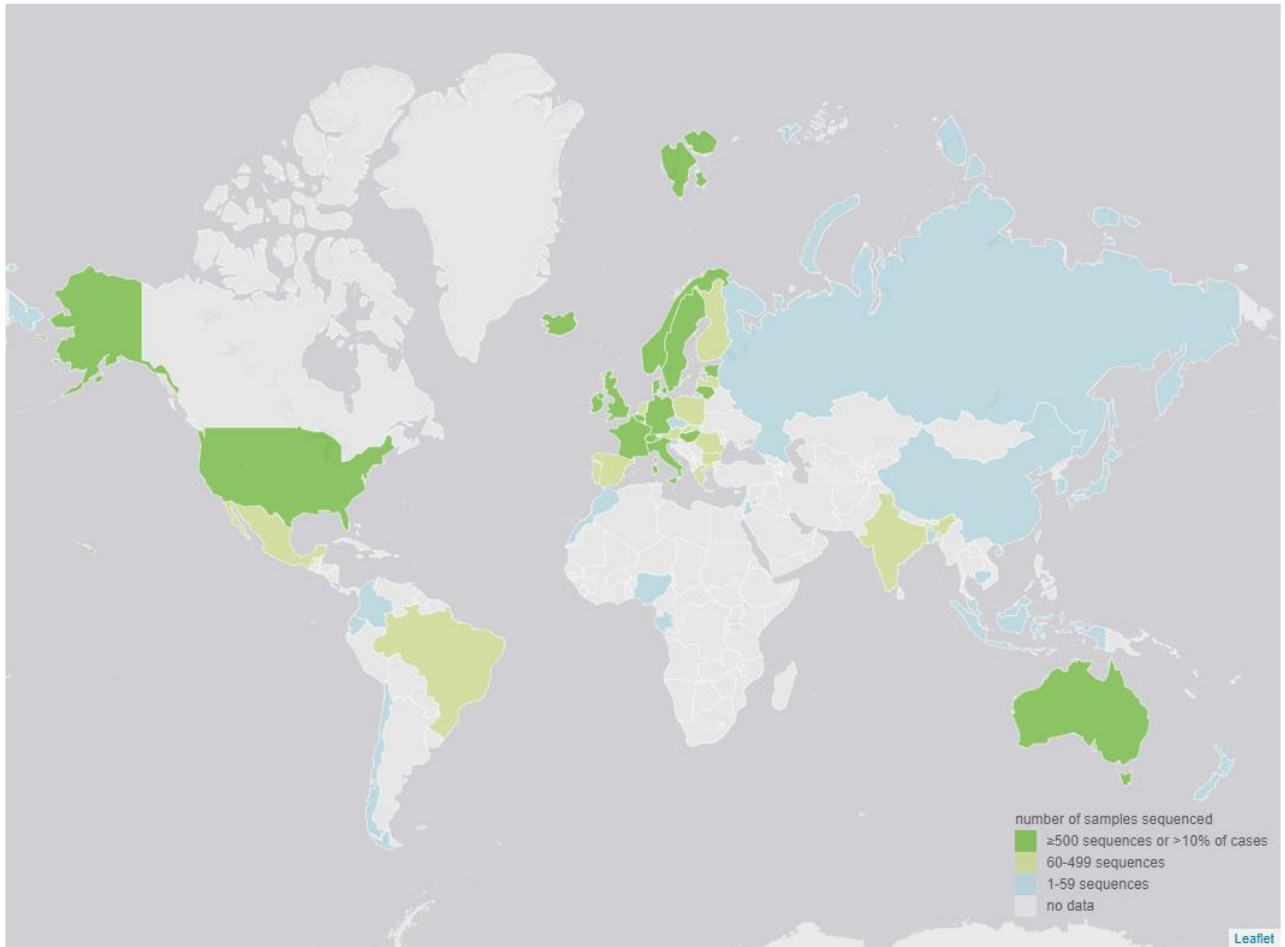 number of samples sequenced
≥500 sequences or >10% of cases
60-499 sequences
1-59 sequences
no data
Leaflet